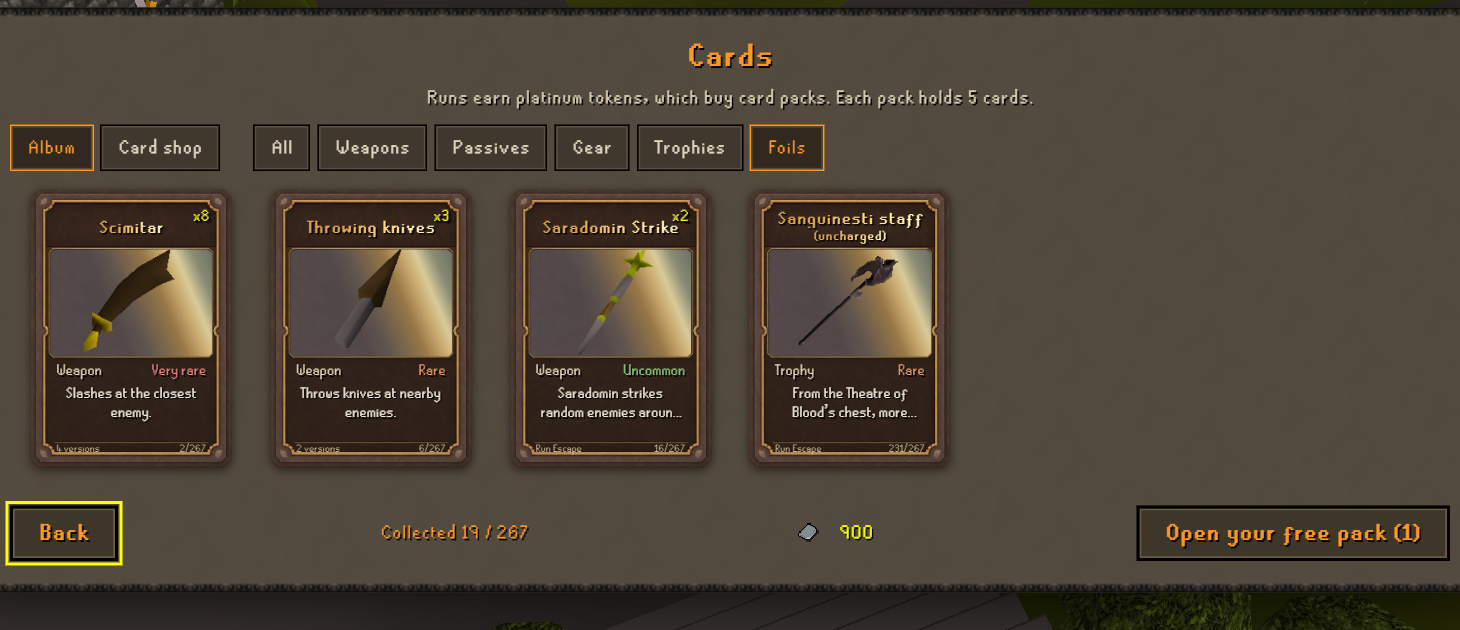 Cards
Runs earn platinum tokens, which buy card packs. Each pack holds 5 cards.
Album
Card shop
All
Weapons
Passives
Gear
Trophies
Foils
x8
Scimitar
Weapon Very rare
Slashes at the closest
enemy.
4 versions 2/267
x3
Throwing knives
Weapon Rare
Throws knives at nearby
enemies.
2 versions 6/267
x2
Saradomin Strike
Weapon Uncommon
Saradomin strikes
random enemies aroun...
Run Escape 16/267
Sanguinesti staff
(uncharged)
Trophy Rare
From the Theatre of
Blood's chest, more...
Run Escape 231/267
Back
Collected 19 / 267
900
Open your free pack (1)